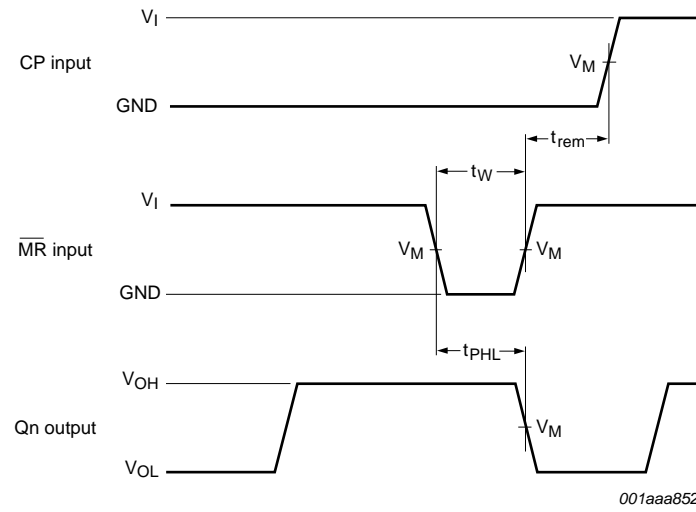 VI
CP input
VM
GND
trem
tW
VI
M̅R̅ input
VM
VM
GND
tPHL
VOH
Qn output
VM
VOL
001aaa852